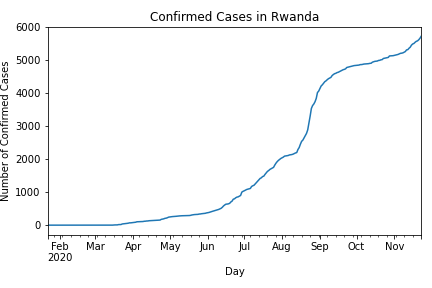 Confirmed Cases in Rwanda
Number of Confirmed Cases
6000
5000
4000
3000
2000
1000
0
Feb Mar Apr May Jun Jul Aug Sep Oct Nov
2020
Day